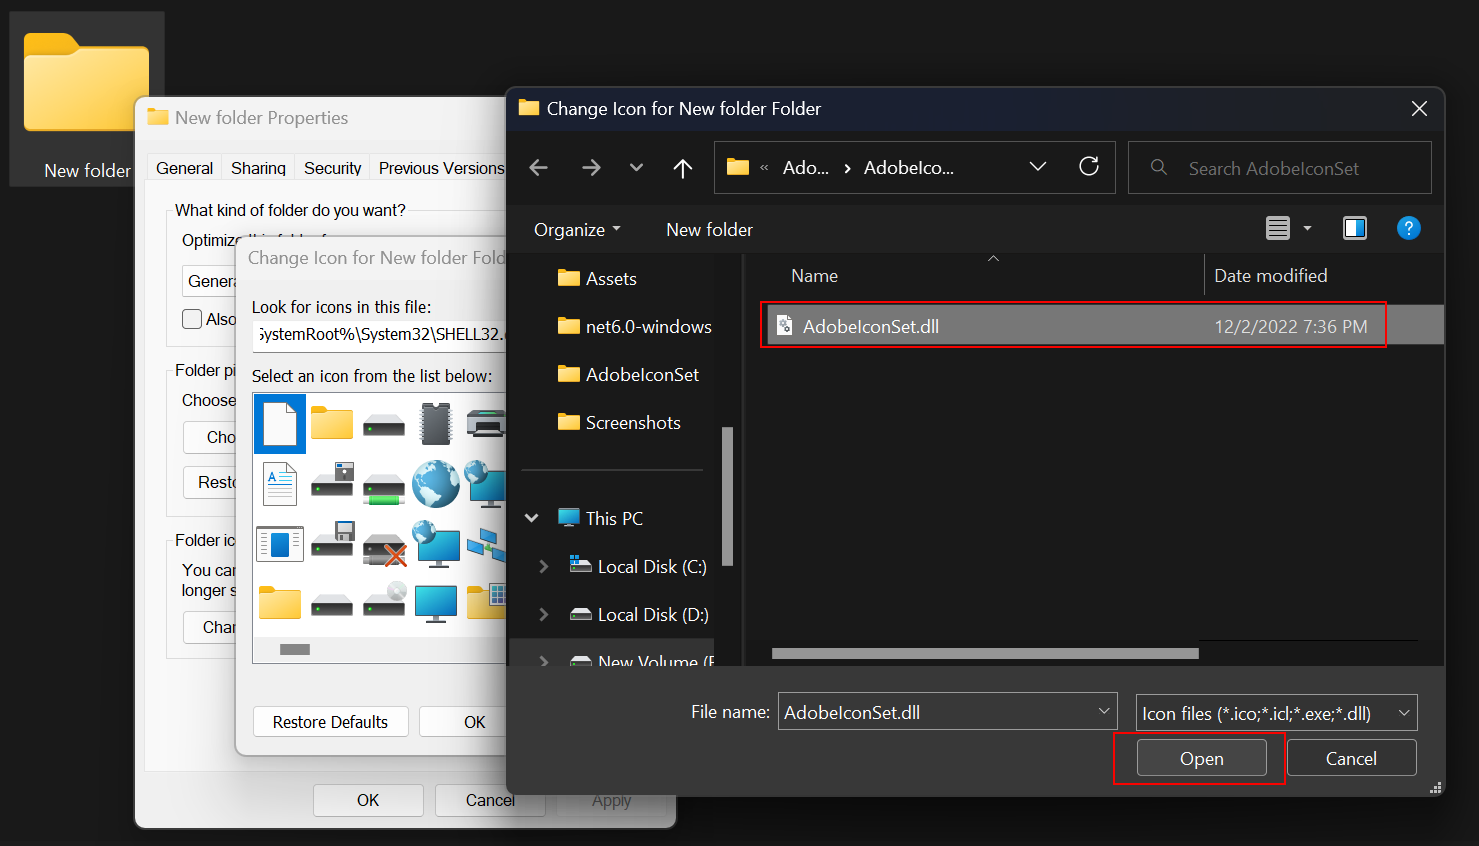 New folder
New folder Properties
General Sharing Security Previous Versions
What kind of folder do you want?
Optimize this folder f
Genera
Also
Folder pi
Choose
Cho
Resto
Folder ic
You can
longer s
Char
OK Cancel Apply
Change Icon for New folder Fold
Look for icons in this file:
SystemRoot%\System32\SHELL32.
Select an icon from the list below:
Restore Defaults OK
Change Icon for New folder Folder
« Ado... › AdobeIco...
Search AdobeIconSet
Organize New folder
Assets
net6.0-windows
AdobeIconSet
Screenshots
This PC
Local Disk (C:)
Local Disk (D:)
New Volume (E
Name Date modified
AdobeIconSet.dll 12/2/2022 7:36 PM
File name: AdobeIconSet.dll Icon files (*.ico;*.icl;*.exe;*.dll)
Open Cancel